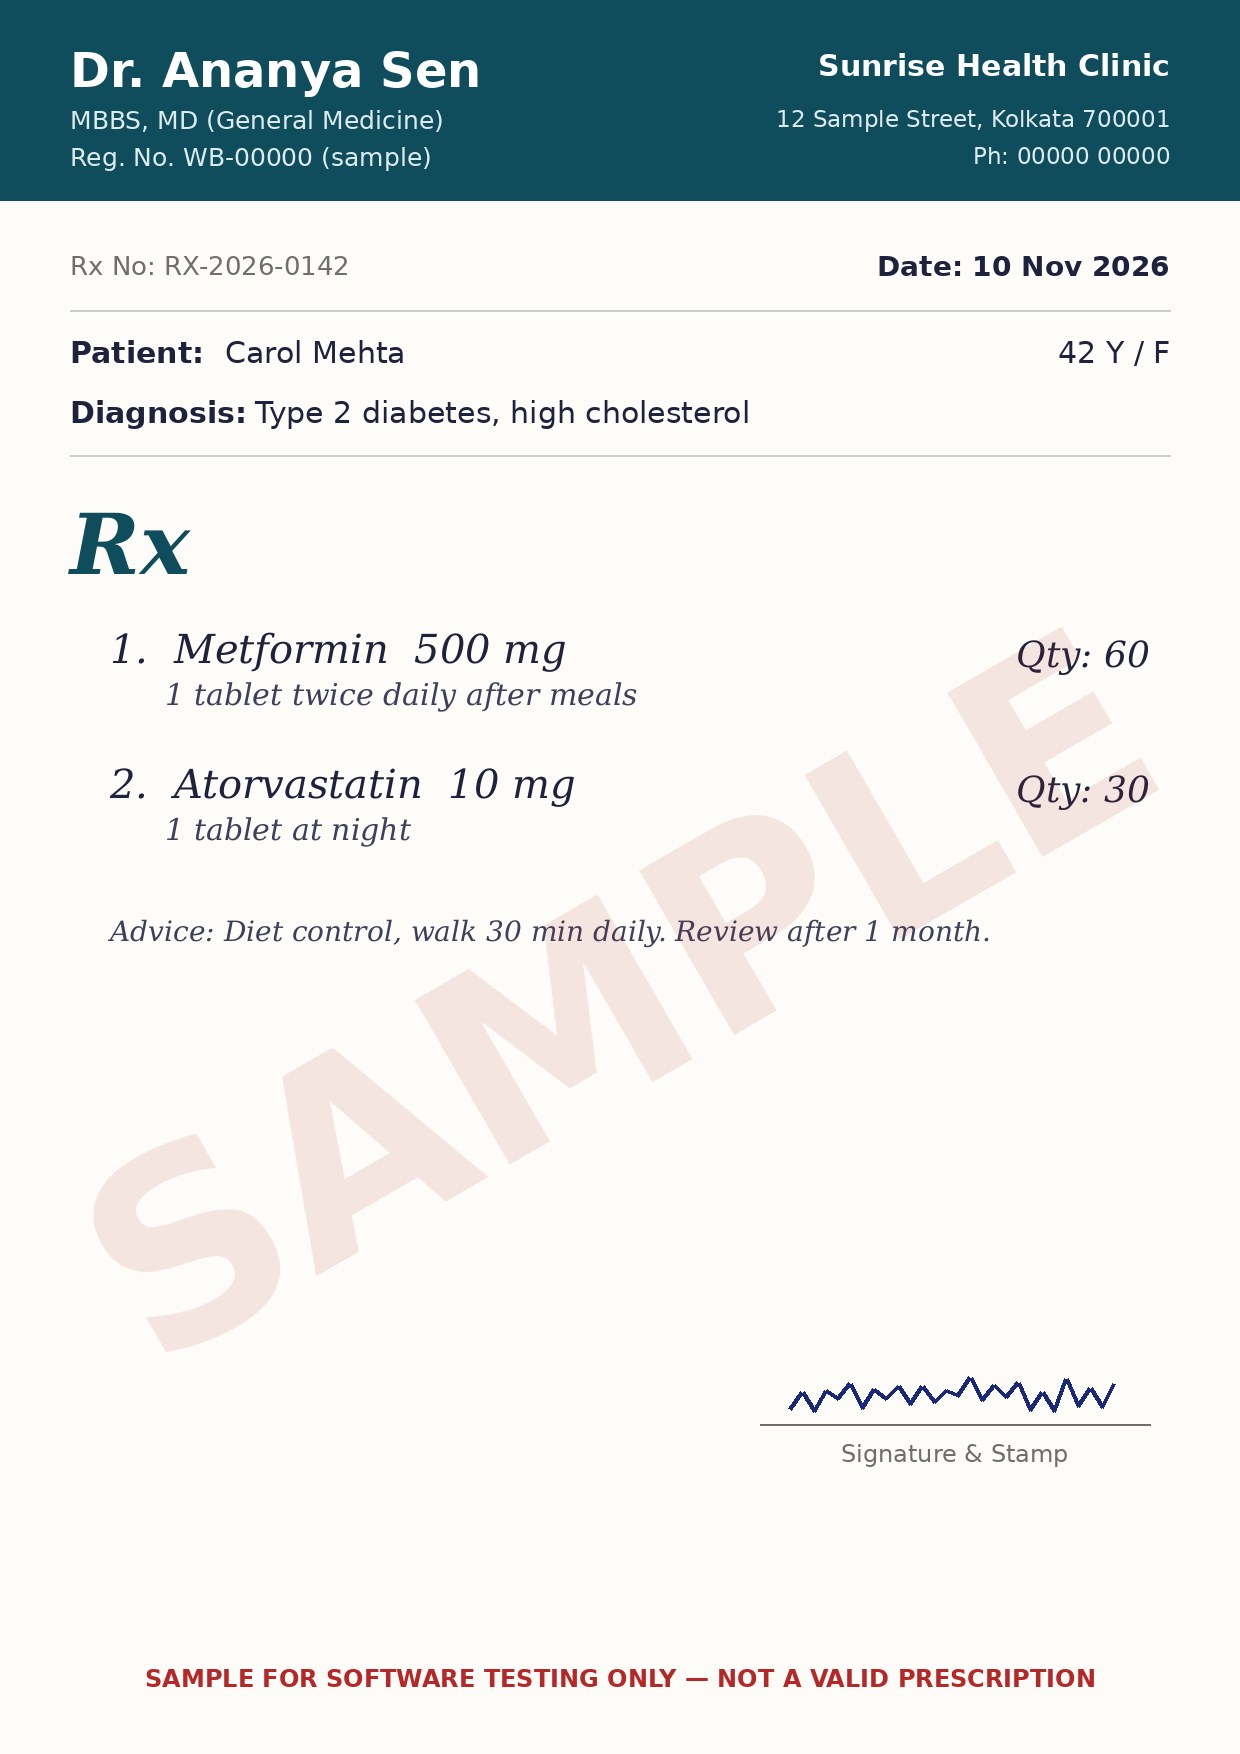 Dr. Ananya Sen
MBBS, MD (General Medicine)
Reg. No. WB-00000 (sample)
Sunrise Health Clinic
12 Sample Street, Kolkata 700001
Ph: 00000 00000
Rx No: RX-2026-0142
Date: 10 Nov 2026
Patient: Carol Mehta
42 Y / F
Diagnosis: Type 2 diabetes, high cholesterol
Rx
1. Metformin 500 mg
Qty: 60
1 tablet twice daily after meals
2. Atorvastatin 10 mg
Qty: 30
1 tablet at night
Advice: Diet control, walk 30 min daily. Review after 1 month.
SAMPLE
Signature & Stamp
SAMPLE FOR SOFTWARE TESTING ONLY — NOT A VALID PRESCRIPTION